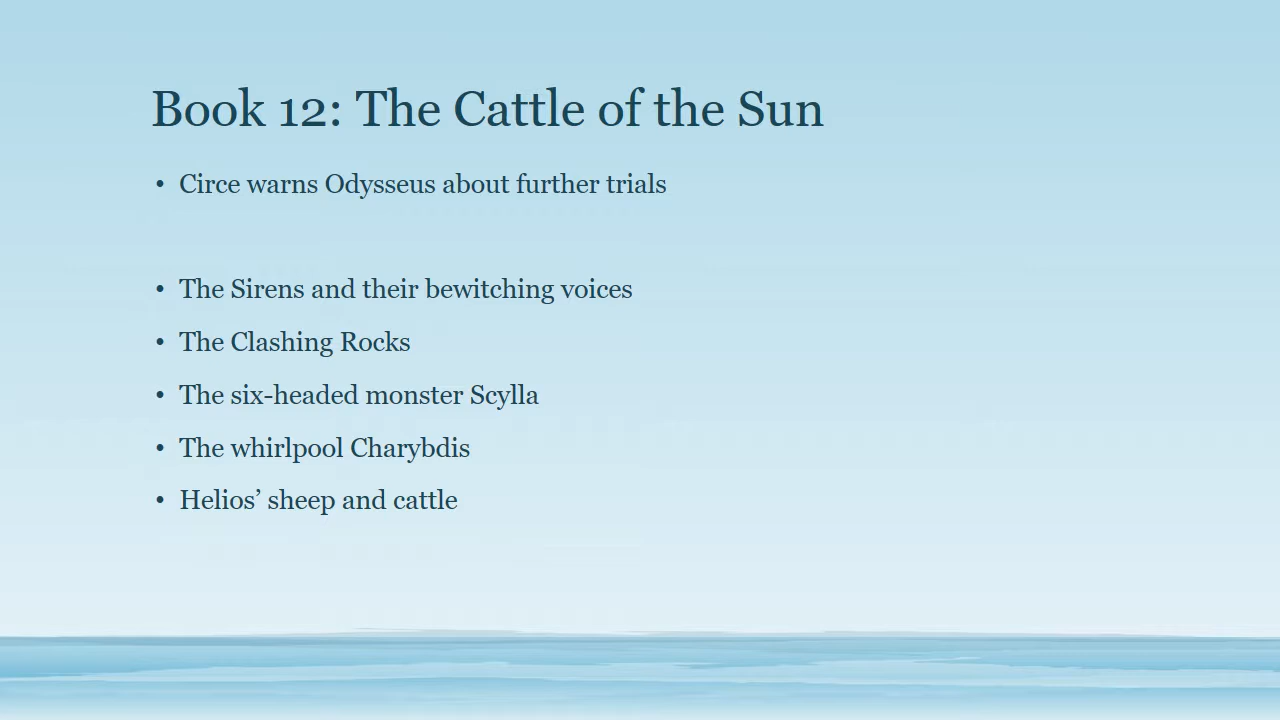 Book 12: The Cattle of the Sun
• Circe warns Odysseus about further trials
• The Sirens and their bewitching voices
• The Clashing Rocks
• The six-headed monster Scylla
• The whirlpool Charybdis
• Helios’ sheep and cattle